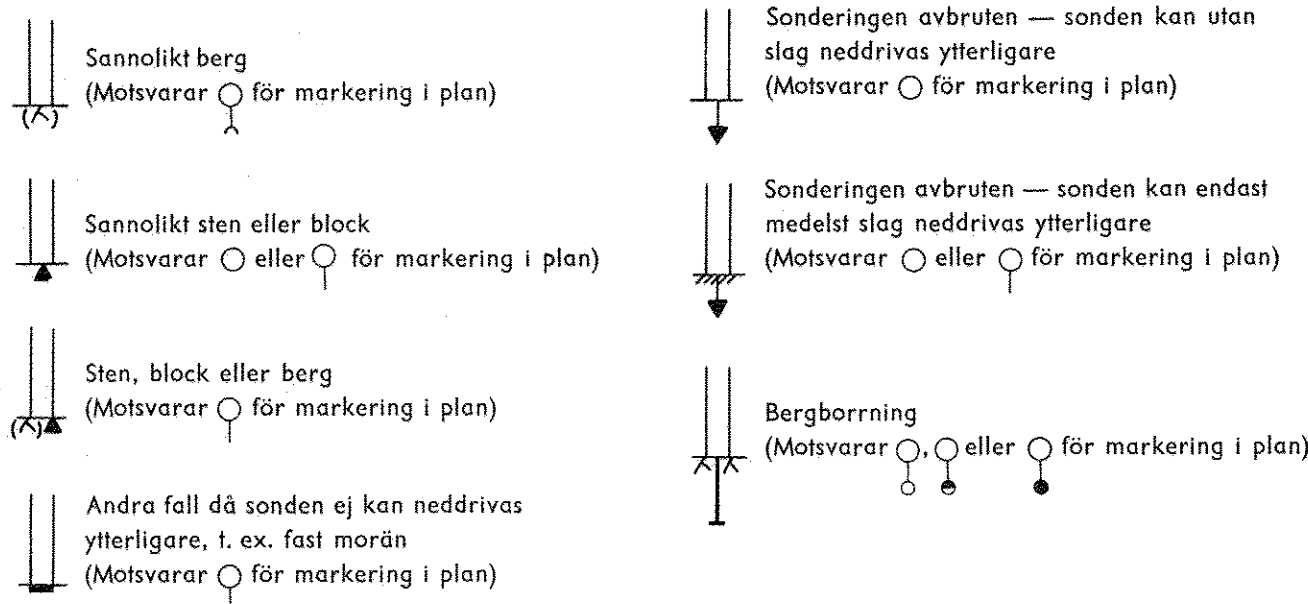 Sannolikt berg
(Motsvarar för markering i plan)
Sannolikt sten eller block
(Motsvarar eller för markering i plan)
Sten, block eller berg
(Motsvarar för markering i plan)
Andra fall då sonden ej kan neddrivas
ytterligare, t. ex. fast morän
(Motsvarar för markering i plan)
Sonderingen avbruten — sonden kan utan
slag neddrivas ytterligare
(Motsvarar för markering i plan)
Sonderingen avbruten — sonden kan endast
medelst slag neddrivas ytterligare
(Motsvarar eller för markering i plan)
Bergborrning
(Motsvarar , eller för markering i plan)